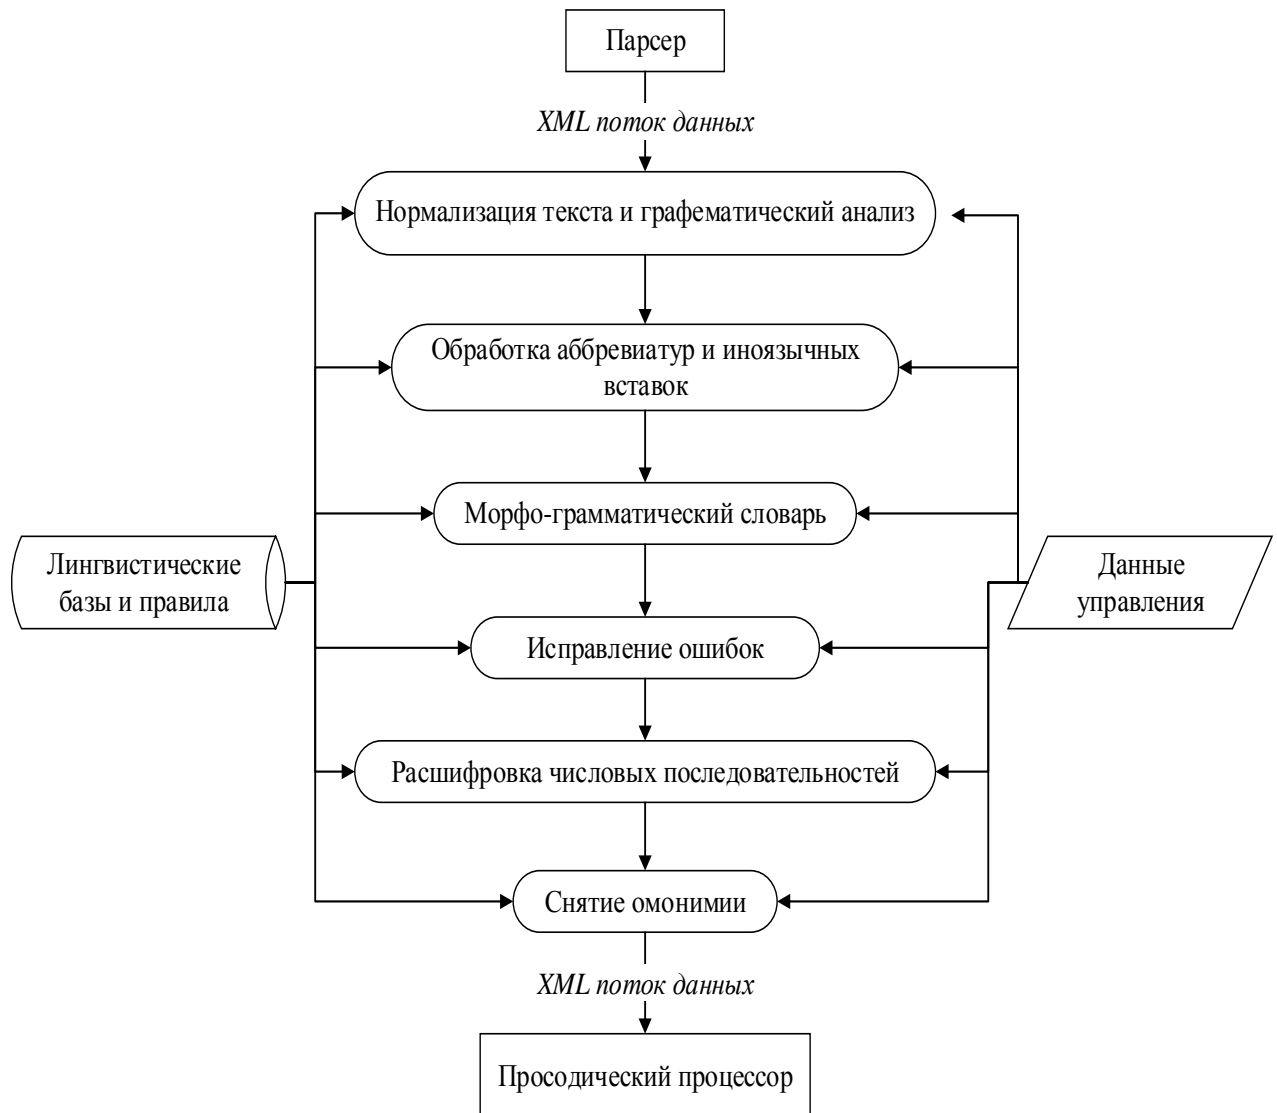 Парсер
XML поток данных
Нормализация текста и графематический анализ
Обработка аббревиатур и иноязычных
вставок
Морфо-грамматический словарь
Лингвистические
базы и правила
Данные
управления
Исправление ошибок
Расшифровка числовых последовательностей
Снятие омонимии
XML поток данных
Просодический процессор